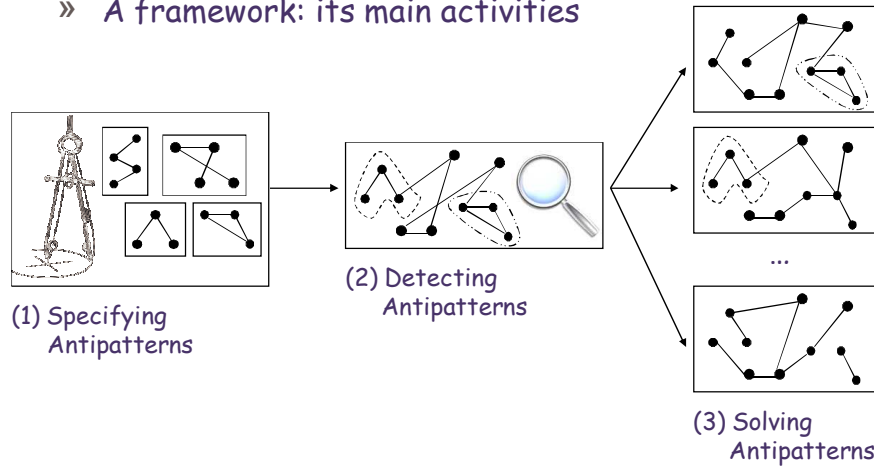 » A framework: its main activities
(1) Specifying
Antipatterns
(2) Detecting
Antipatterns
...
(3) Solving
Antipatterns